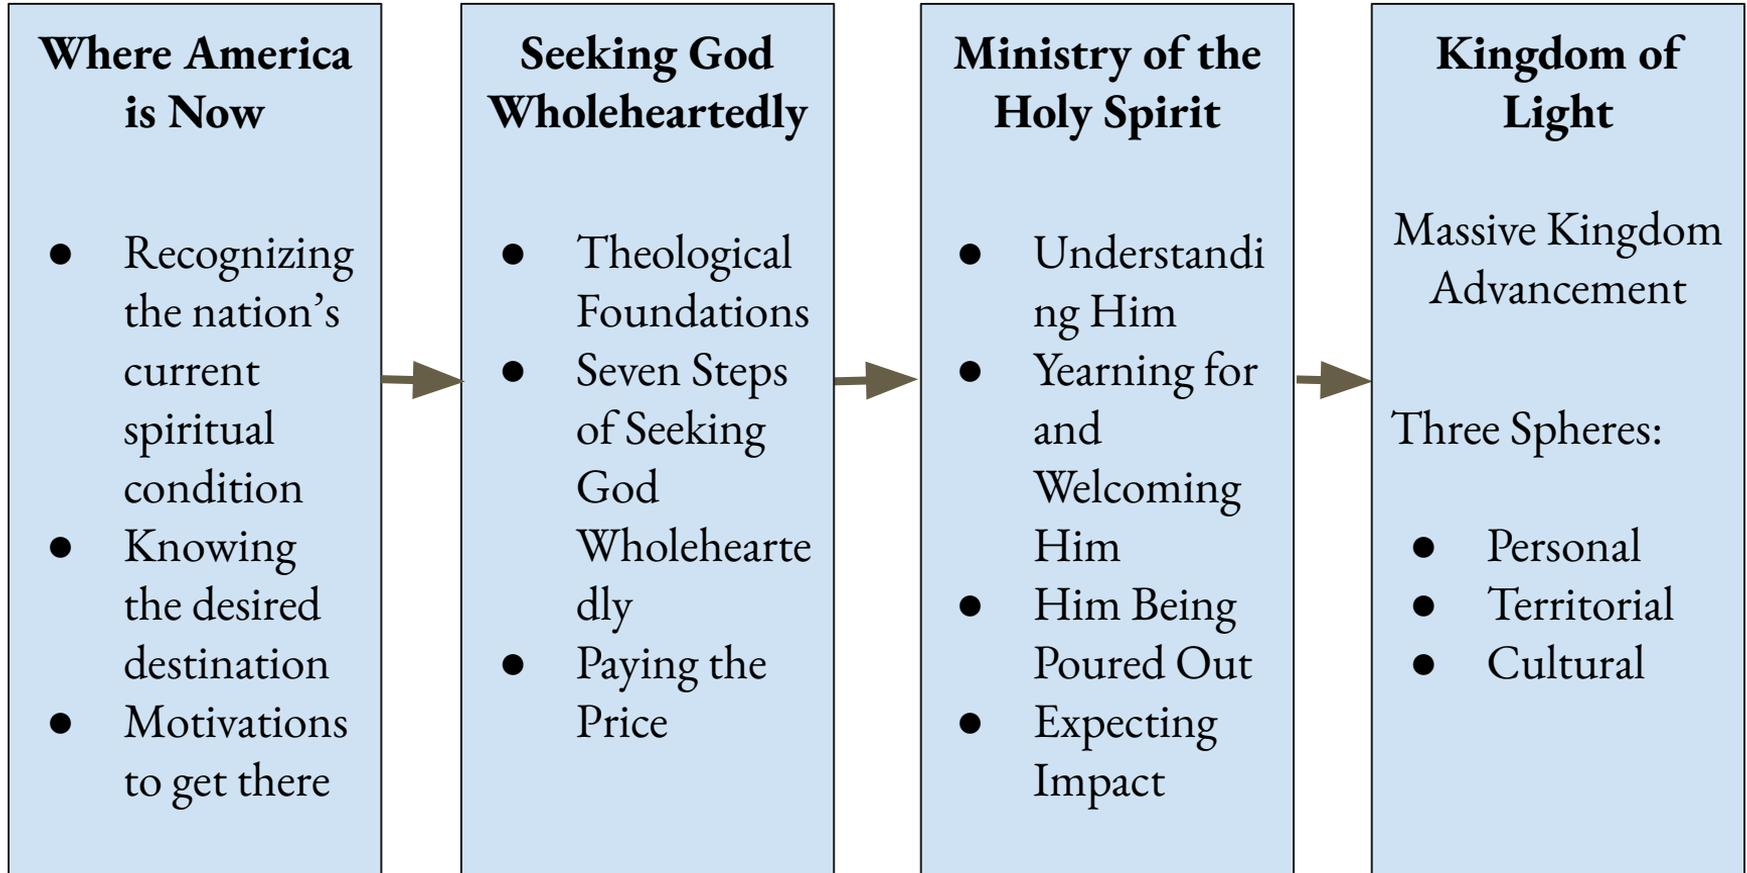 Where America
is Now
● Recognizing
the nation’s
current
spiritual
condition
● Knowing
the desired
destination
● Motivations
to get there
Seeking God
Wholeheartedly
● Theological
Foundations
● Seven Steps
of Seeking
God
Wholehearte
dly
● Paying the
Price
Ministry of the
Holy Spirit
● Understandi
ng Him
● Yearning for
and
Welcoming
Him
● Him Being
Poured Out
● Expecting
Impact
Kingdom of
Light
Massive Kingdom
Advancement
Three Spheres:
● Personal
● Territorial
● Cultural